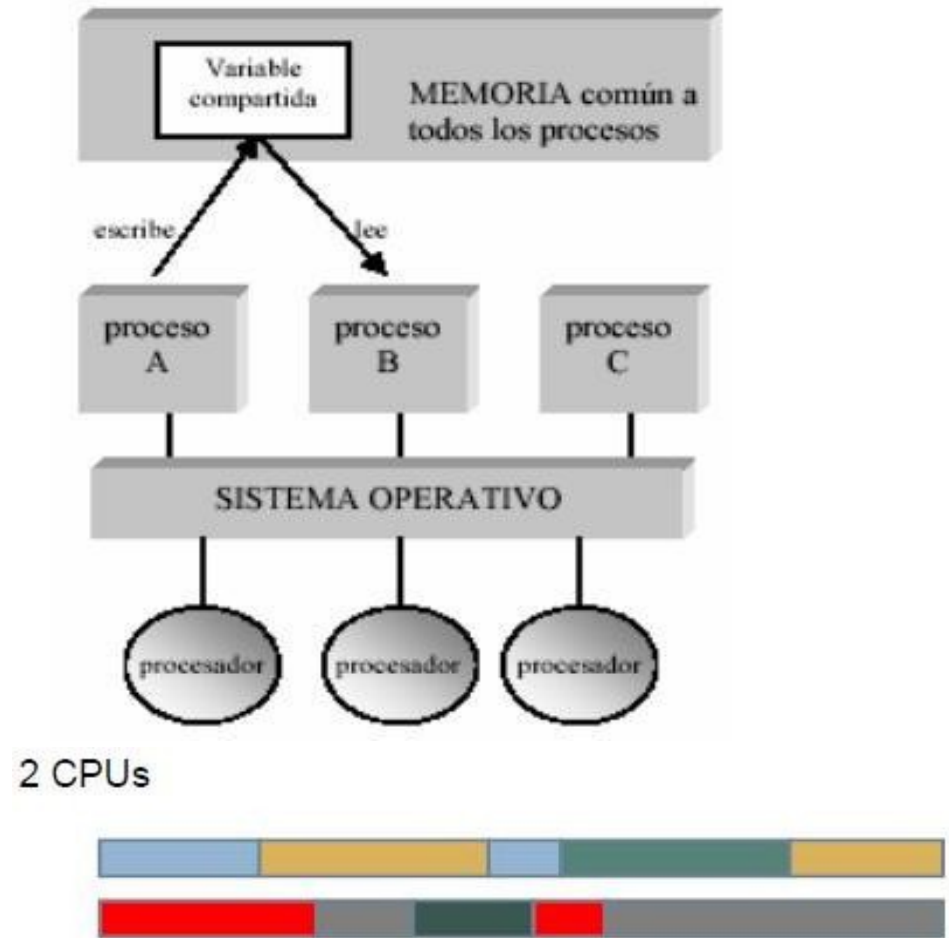 Variable
compartida
MEMORIA común a
todos los procesos
escribe
lee
proceso
A
proceso
B
proceso
C
SISTEMA OPERATIVO
procesador
procesador
procesador
2 CPUs